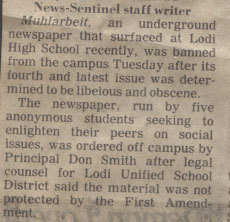 News-Sentinel staff writer
Muhlarbeit, an underground
newspaper that surfaced at Lodi
High School recently, was banned
from the campus Tuesday after its
fourth and latest issue was deter-
mined to be libelous and obscene.
The newspaper, run by five
anonymous students seeking to
enlighten their peers on social
issues, was ordered off campus by
Principal Don Smith after legal
counsel for Lodi Unified School
District said the material was not
protected by the First Amend-
ment.